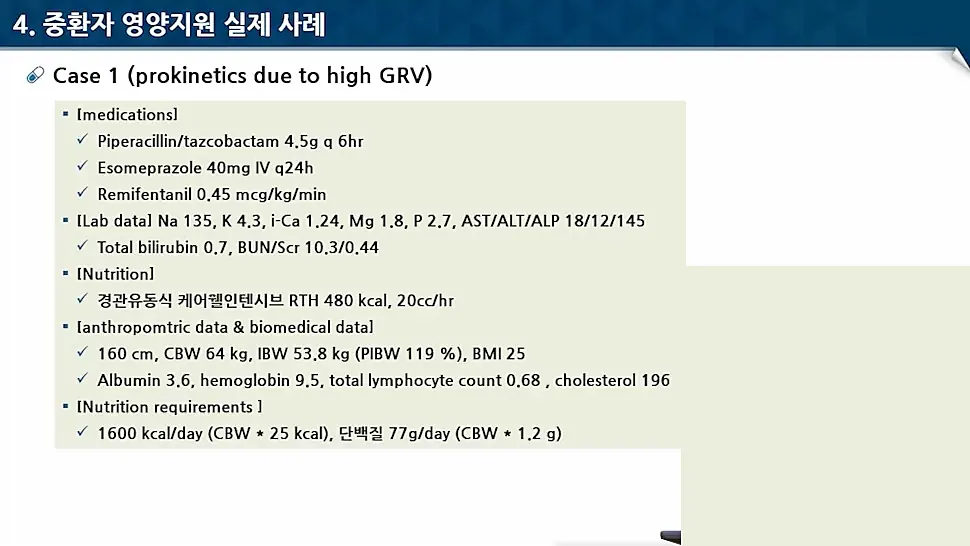 4. 중환자 영양지원 실제 사례
Case 1 (prokinetics due to high GRV)
[medications]
Piperacillin/tazcobactam 4.5g q 6hr
Esomeprazole 40mg IV q24h
Remifentanil 0.45 mcg/kg/min
[Lab data] Na 135, K 4.3, i-Ca 1.24, Mg 1.8, P 2.7, AST/ALT/ALP 18/12/145
Total bilirubin 0.7, BUN/Scr 10.3/0.44
[Nutrition]
경관유동식 케어웰인텐시브 RTH 480 kcal, 20cc/hr
[anthropomtric data & biomedical data]
160 cm, CBW 64 kg, IBW 53.8 kg (PIBW 119 %), BMI 25
Albumin 3.6, hemoglobin 9.5, total lymphocyte count 0.68 , cholesterol 196
[Nutrition requirements ]
1600 kcal/day (CBW * 25 kcal), 단백질 77g/day (CBW * 1.2 g)